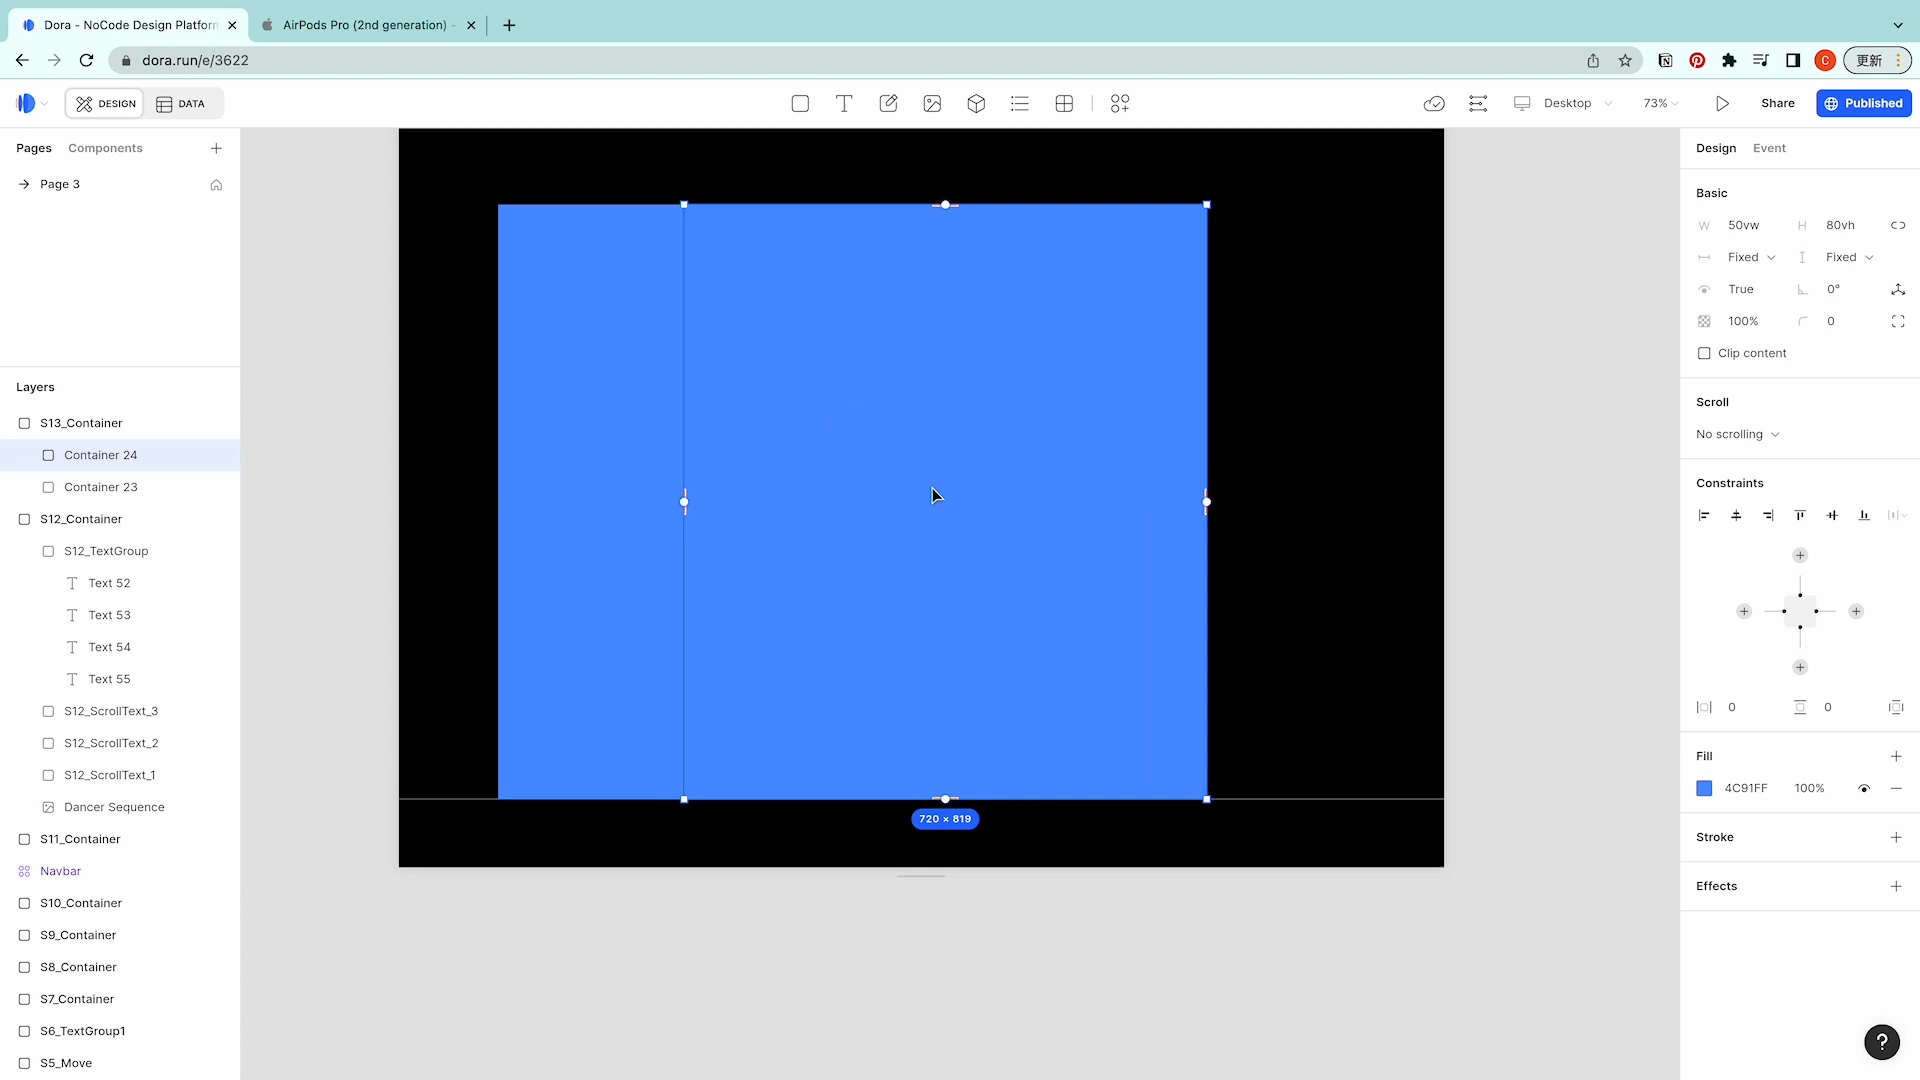 Dora - NoCode Design Platform
AirPods Pro (2nd generation) -
dora.run/e/3622
C
更新
DESIGN
DATA
Desktop
73%
Share
Published
Pages
Components
Page 3
Layers
S13_Container
Container 24
Container 23
S12_Container
S12_TextGroup
Text 52
Text 53
Text 54
Text 55
S12_ScrollText_3
S12_ScrollText_2
S12_ScrollText_1
Dancer Sequence
S11_Container
Navbar
S10_Container
S9_Container
S8_Container
S7_Container
S6_TextGroup1
S5_Move
720 × 819
Design
Event
Basic
W 50vw H 80vh
Fixed Fixed
True 0°
100% 0
Clip content
Scroll
No scrolling
Constraints
0 0
Fill
4C91FF 100%
Stroke
Effects
?